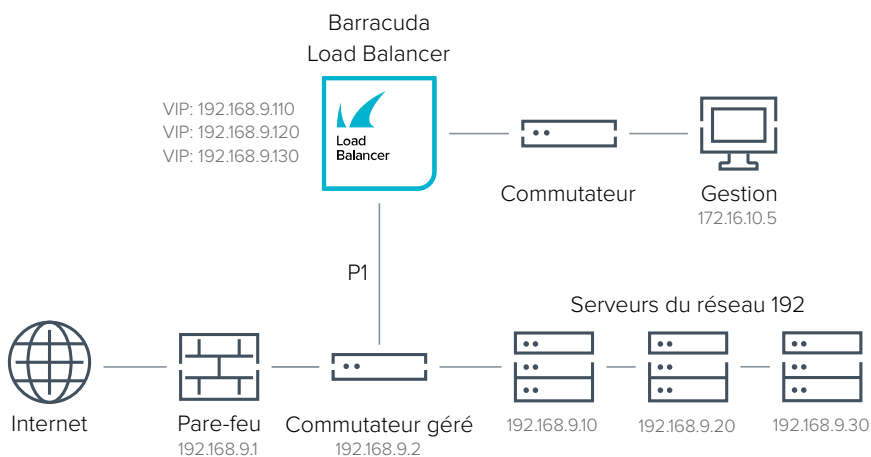 Barracuda
Load Balancer
VIP: 192.168.9.110
VIP: 192.168.9.120
VIP: 192.168.9.130
Load
Balancer
Commutateur
Gestion
172.16.10.5
P1
Serveurs du réseau 192
Internet
Pare-feu
192.168.9.1
Commutateur géré
192.168.9.2
192.168.9.10
192.168.9.20
192.168.9.30